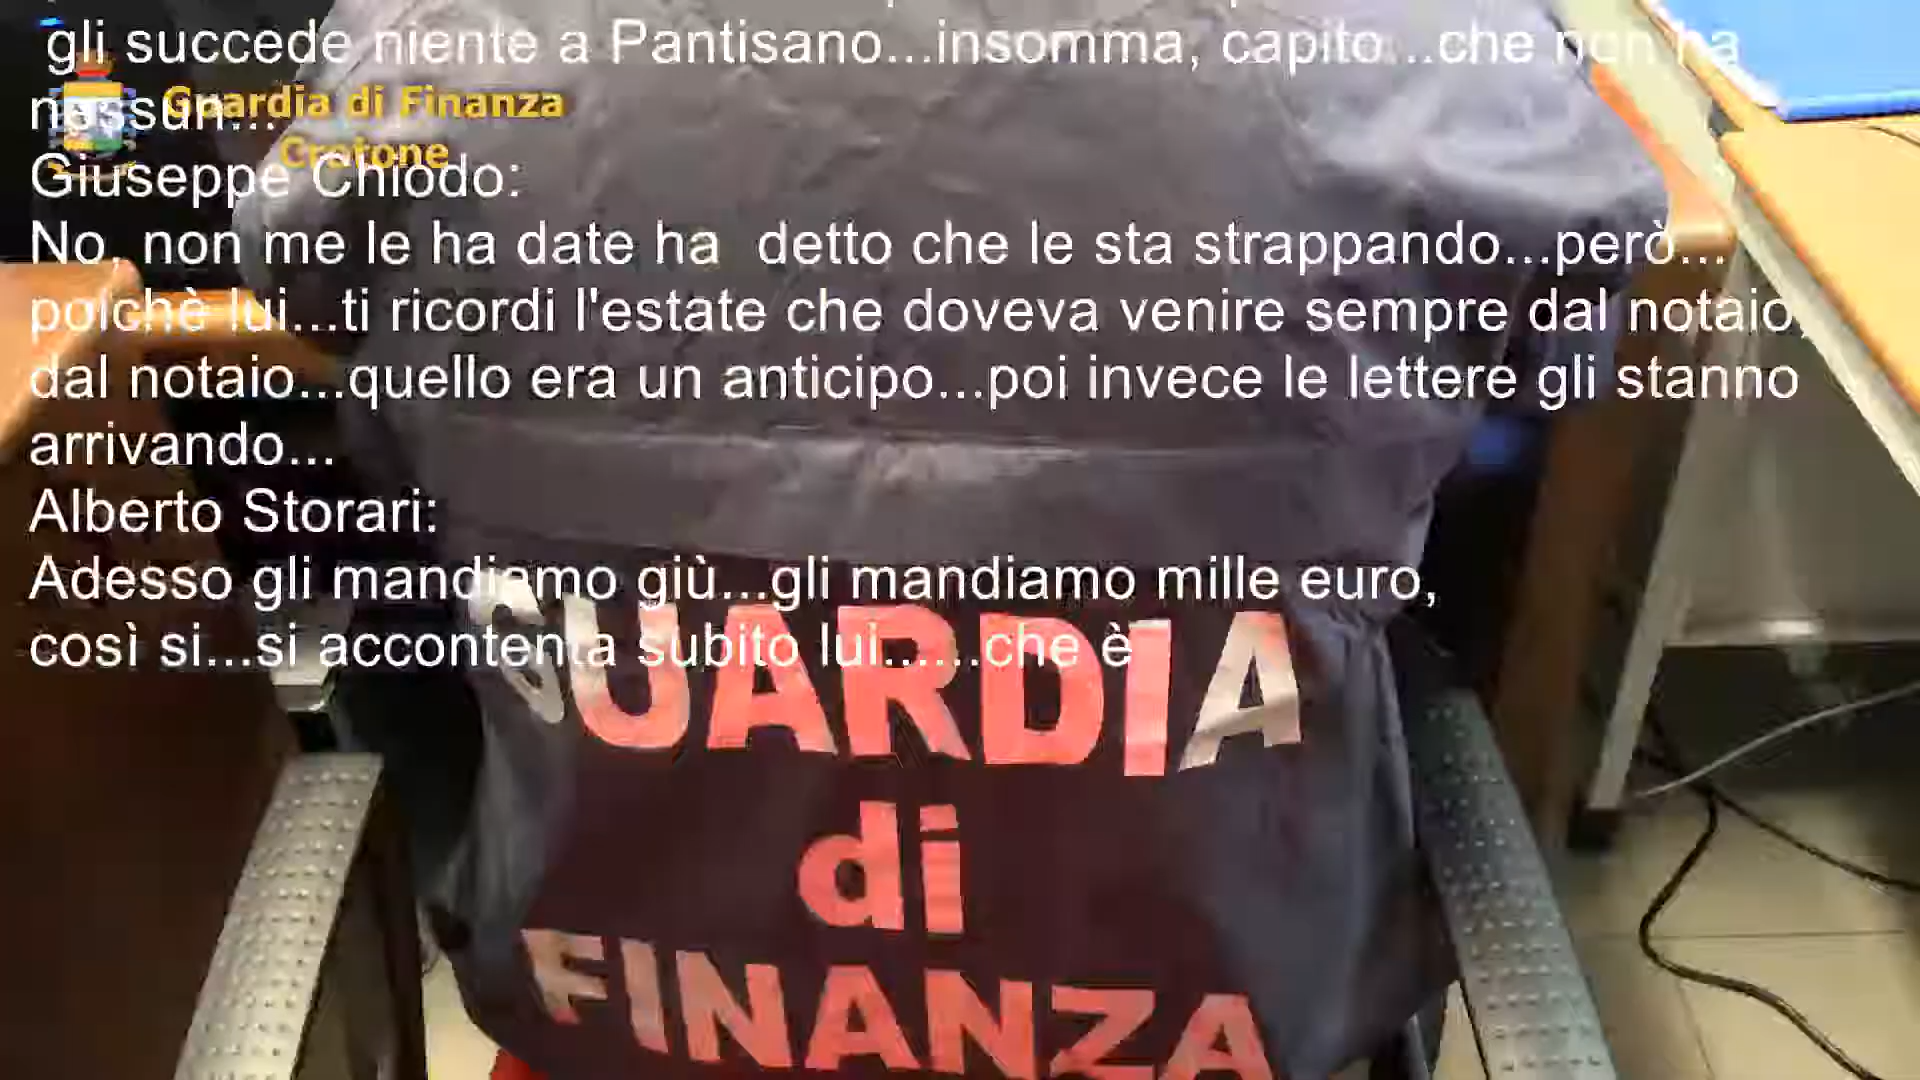 gli succede niente a Pantisano...insomma, capito...che non ha
nessun...
Guardia di Finanza
Crotone
Giuseppe Chiodo:
No, non me le ha date ha  detto che le sta strappando...però...
poichè lui...ti ricordi l'estate che doveva venire sempre dal notaio,
dal notaio...quello era un anticipo...poi invece le lettere gli stanno
arrivando...
Alberto Storari:
Adesso gli mandiamo giù...gli mandiamo mille euro,
così si...si accontenta subito lui......che è
GUARDIA
di
FINANZA